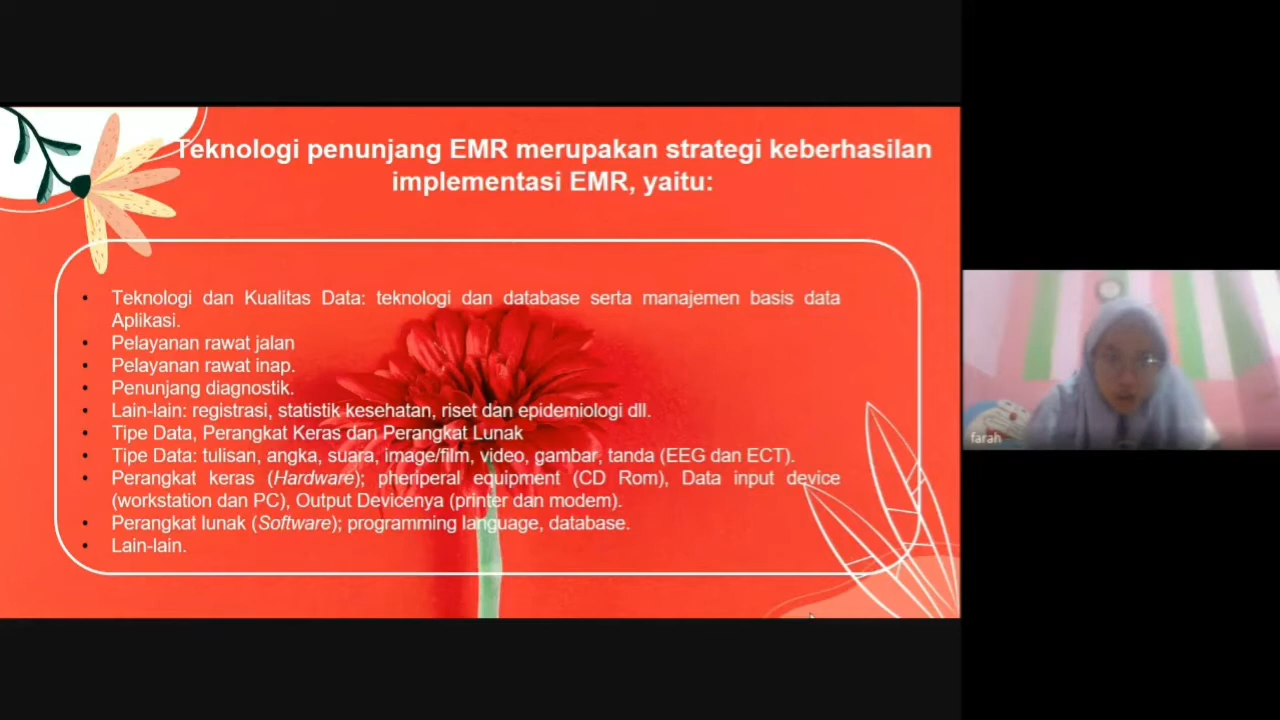 Teknologi penunjang EMR merupakan strategi keberhasilan
implementasi EMR, yaitu:
• Teknologi dan Kualitas Data: teknologi dan database serta manajemen basis data
Aplikasi.
• Pelayanan rawat jalan
• Pelayanan rawat inap.
• Penunjang diagnostik.
• Lain-lain: registrasi, statistik kesehatan, riset dan epidemiologi dll.
• Tipe Data, Perangkat Keras dan Perangkat Lunak
• Tipe Data: tulisan, angka, suara, image/film, video, gambar, tanda (EEG dan ECT).
• Perangkat keras (Hardware); pheriperal equipment (CD Rom), Data input device
(workstation dan PC), Output Devicenya (printer dan modem).
• Perangkat lunak (Software); programming language, database.
• Lain-lain.
farah